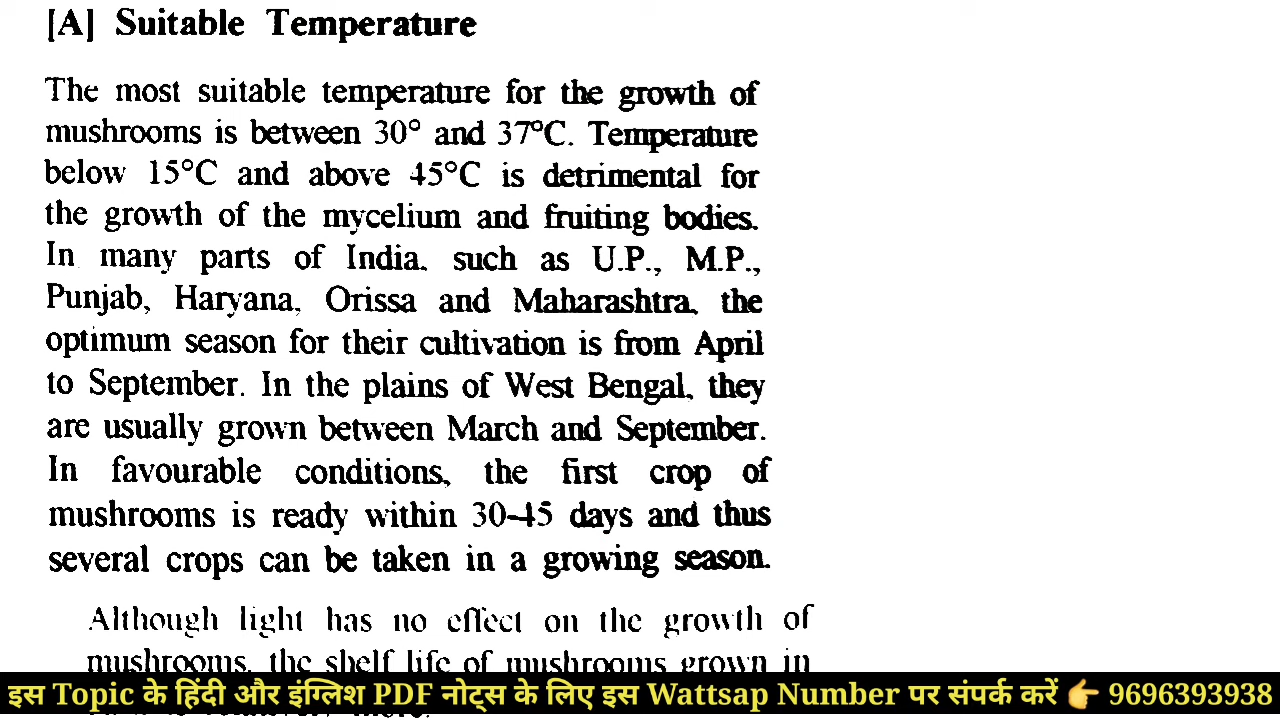 [A] Suitable Temperature
The most suitable temperature for the growth of
mushrooms is between 30° and 37°C. Temperature
below 15°C and above 45°C is detrimental for
the growth of the mycelium and fruiting bodies.
In many parts of India, such as U.P., M.P.,
Punjab, Haryana, Orissa and Maharashtra, the
optimum season for their cultivation is from April
to September. In the plains of West Bengal, they
are usually grown between March and September.
In favourable conditions, the first crop of
mushrooms is ready within 30–45 days and thus
several crops can be taken in a growing season.
Although light has no effect on the growth of
mushrooms, the shelf life of mushrooms grown in
इस Topic के हिंदी और इंग्लिश PDF नोट्स के लिए इस Wattsap Number पर संपर्क करें 👉 9696393938